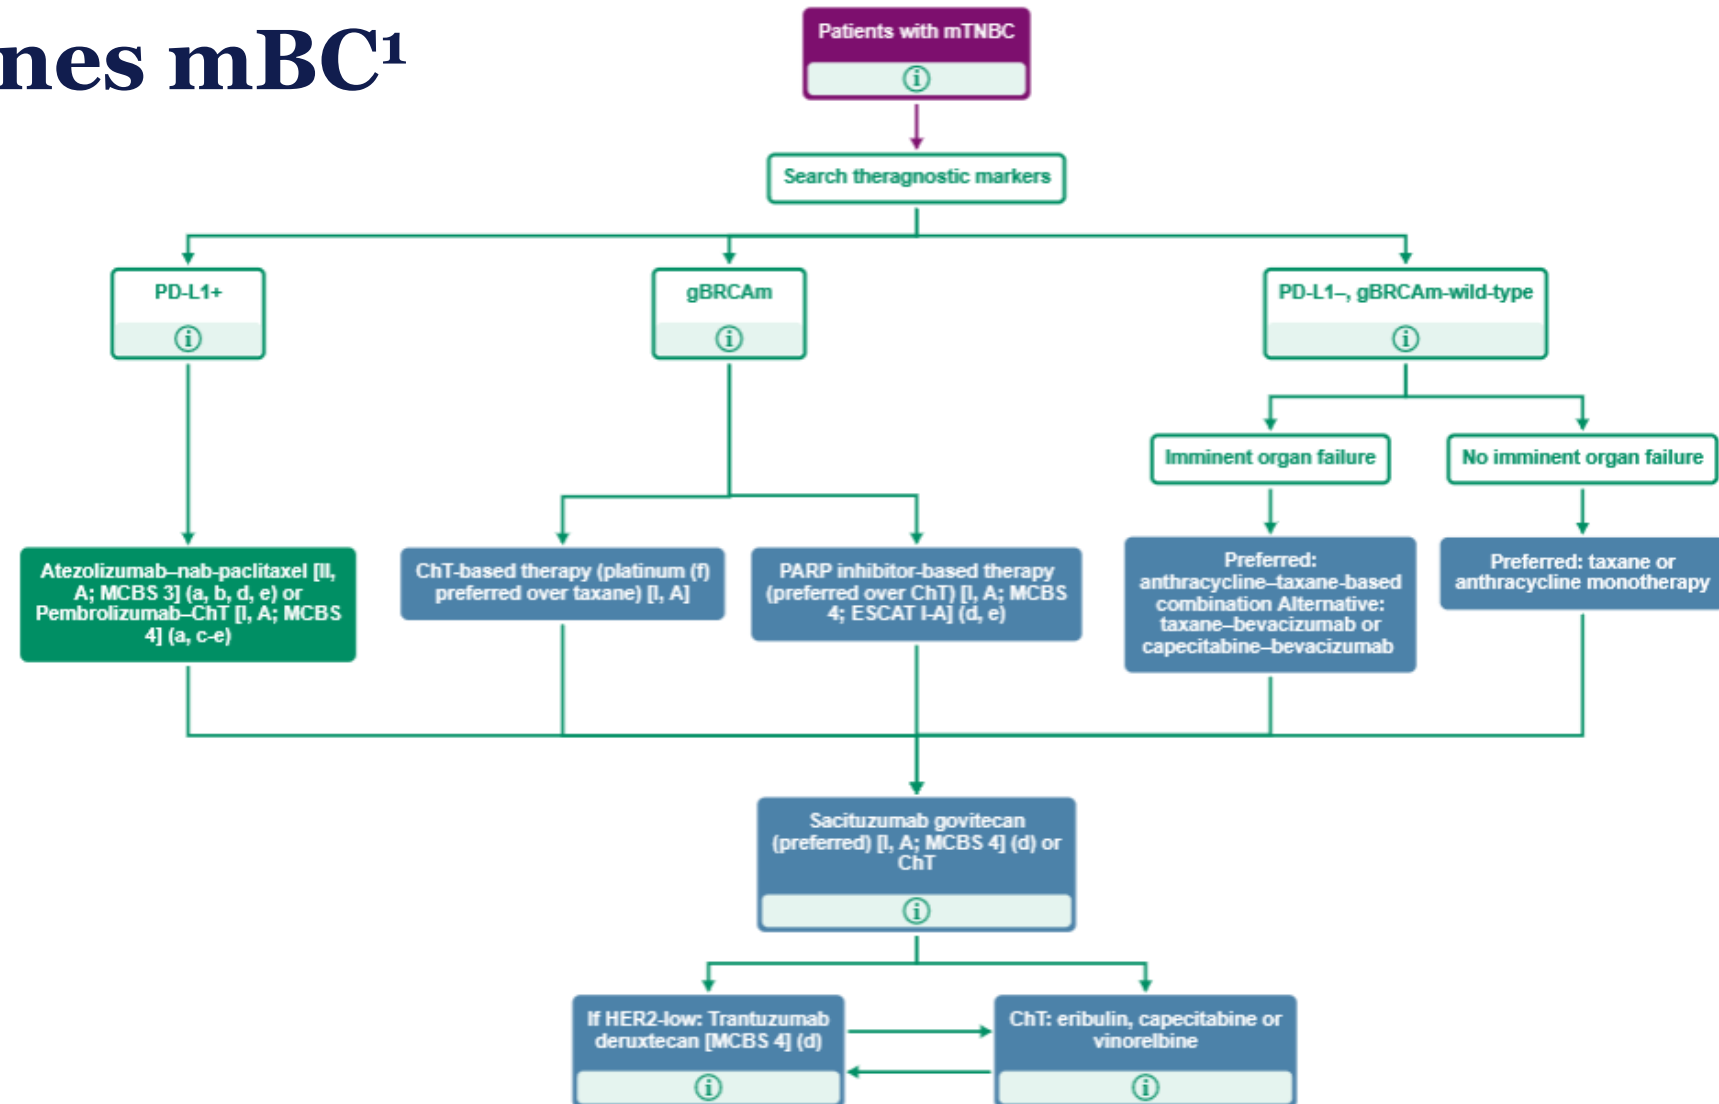 nes mBC¹
Patients with mTNBC
Search theragnostic markers
PD-L1+
gBRCAm
PD-L1–, gBRCAm-wild-type
Imminent organ failure
No imminent organ failure
Atezolizumab–nab-paclitaxel [II,
A; MCBS 3] (a, b, d, e) or
Pembrolizumab–ChT [I, A; MCBS
4] (a, c-e)
ChT-based therapy (platinum (f)
preferred over taxane) [I, A]
PARP inhibitor-based therapy
(preferred over ChT) [I, A; MCBS
4; ESCAT I-A] (d, e)
Preferred:
anthracycline–taxane-based
combination Alternative:
taxane–bevacizumab or
capecitabine–bevacizumab
Preferred: taxane or
anthracycline monotherapy
Sacituzumab govitecan
(preferred) [I, A; MCBS 4] (d) or
ChT
If HER2-low: Trantuzumab
deruxtecan [MCBS 4] (d)
ChT: eribulin, capecitabine or
vinorelbine